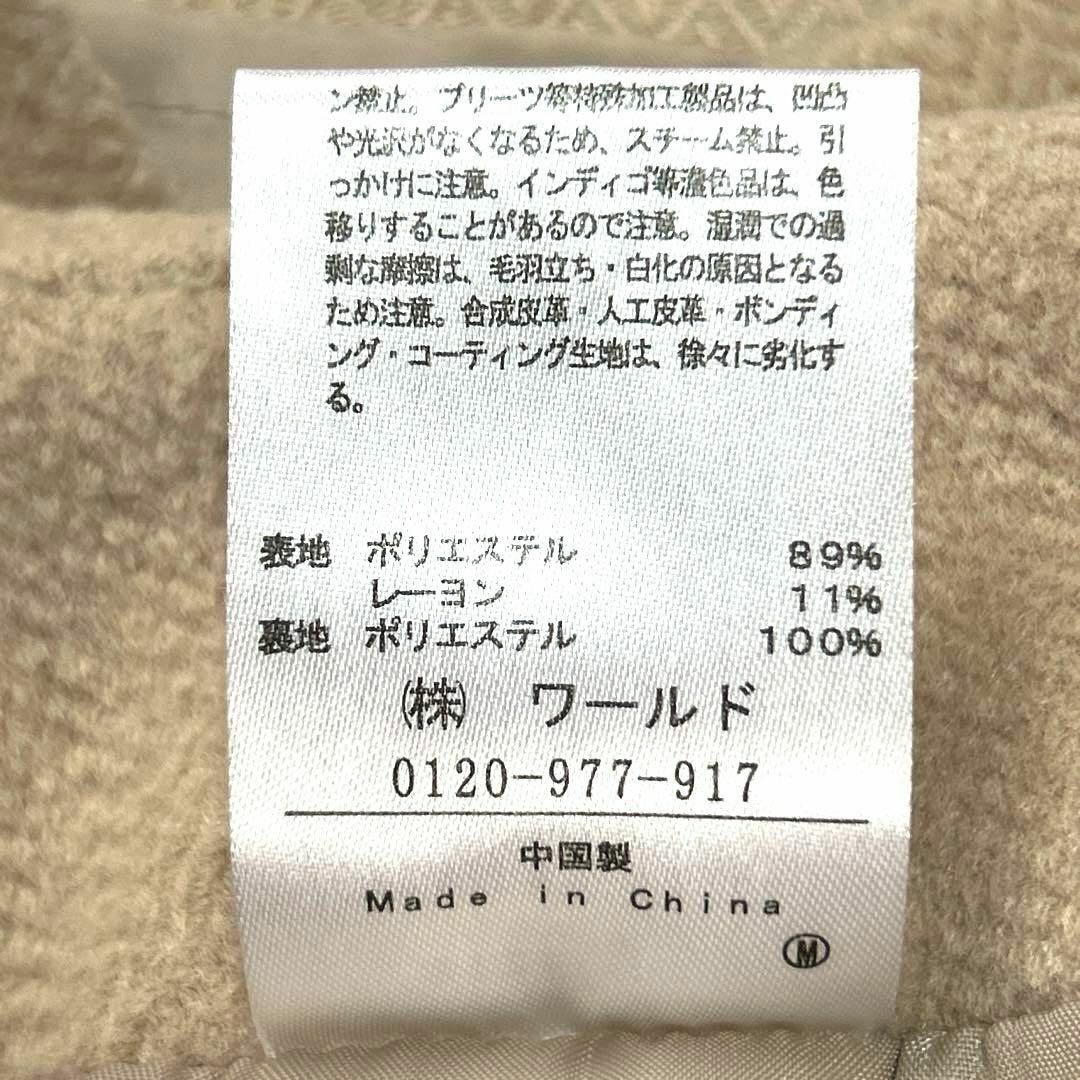 ン禁止。プリーツ等特殊加工製品は、凹凸
や光沢がなくなるため、スチーム禁止。引
っかけに注意。インディゴ等濃色品は、色
移りすることがあるので注意。湿潤での過
剰な摩擦は、毛羽立ち・白化の原因となる
ため注意。合成皮革・人工皮革・ボンディ
ング・コーティング生地は、徐々に劣化す
る。
表地 ポリエステル 89%
レーヨン 11%
裏地 ポリエステル 100%
㈱ ワールド
0120-977-917
中国製
Made in China
Ⓜ